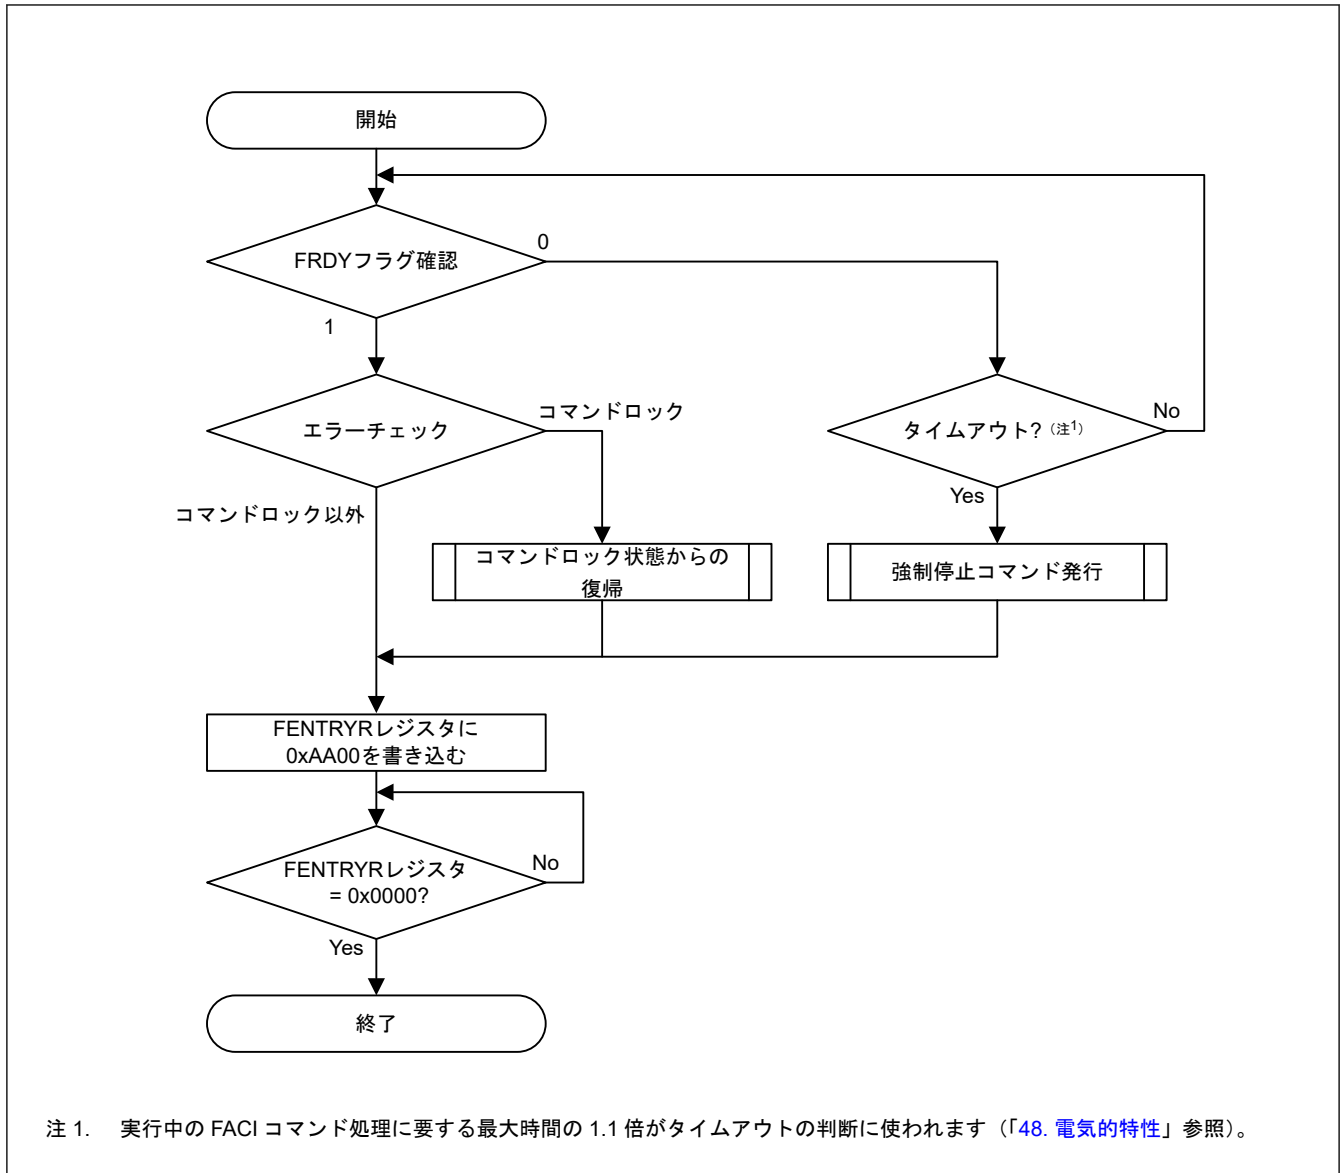 開始
FRDYフラグ確認
0
1
エラーチェック
コマンドロック
タイムアウト? (注1)
No
コマンドロック以外
Yes
コマンドロック状態からの
復帰
強制停止コマンド発行
FENTRYRレジスタに
0xAA00を書き込む
FENTRYRレジスタ
= 0x0000?
No
Yes
終了
注 1. 実行中の FACI コマンド処理に要する最大時間の 1.1 倍がタイムアウトの判断に使われます（「48. 電気的特性」参照）。